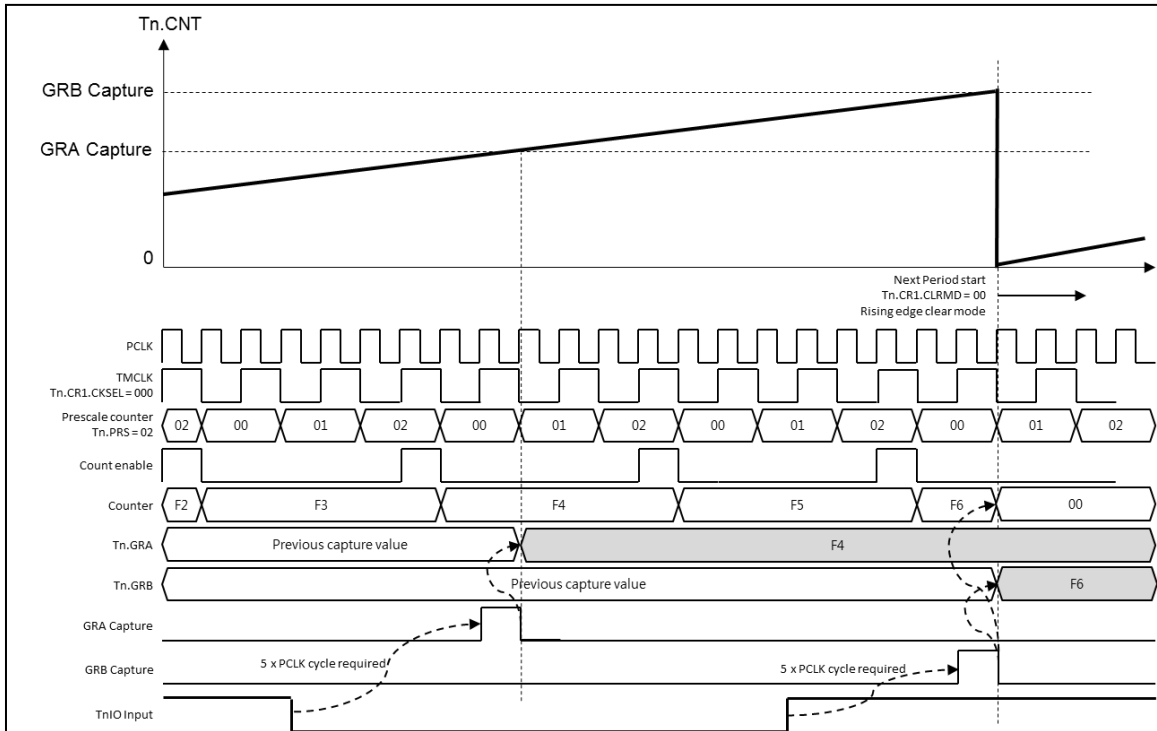 Tn.CNT
GRB Capture
GRA Capture
0
Next Period start
Tn.CR1.CLRMD = 00
Rising edge clear mode
PCLK
TMCLK
Tn.CR1.CKSEL = 000
Prescale counter
Tn.PRS = 02
02 00 01 02 00 01 02 00 01 02 00 01 02
Count enable
Counter F2 F3 F4 F5 F6 00
Tn.GRA Previous capture value F4
Tn.GRB Previous capture value F6
GRA Capture
5 x PCLK cycle required
GRB Capture
5 x PCLK cycle required
TnIO Input